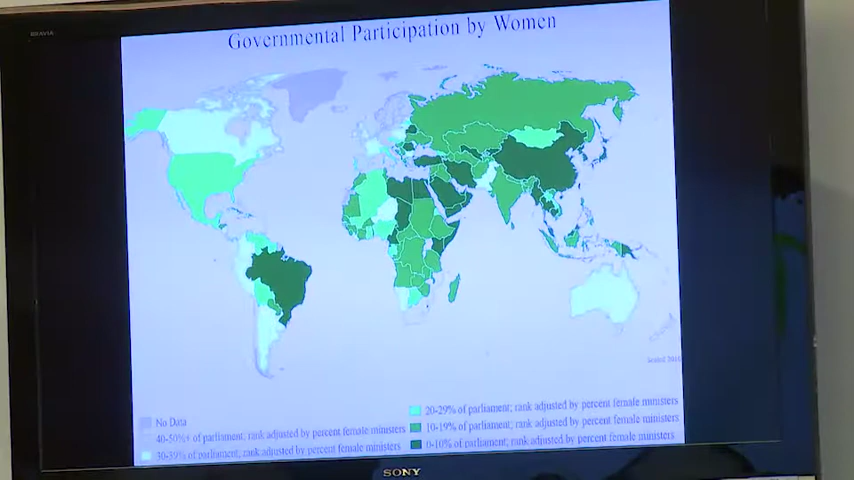 BRAVIA
Governmental Participation by Women
No Data
40-50%+ of parliament; rank adjusted by percent female ministers
30-39% of parliament; rank adjusted by percent female ministers
20-29% of parliament; rank adjusted by percent female ministers
10-19% of parliament; rank adjusted by percent female ministers
0-10% of parliament; rank adjusted by percent female ministers
SONY